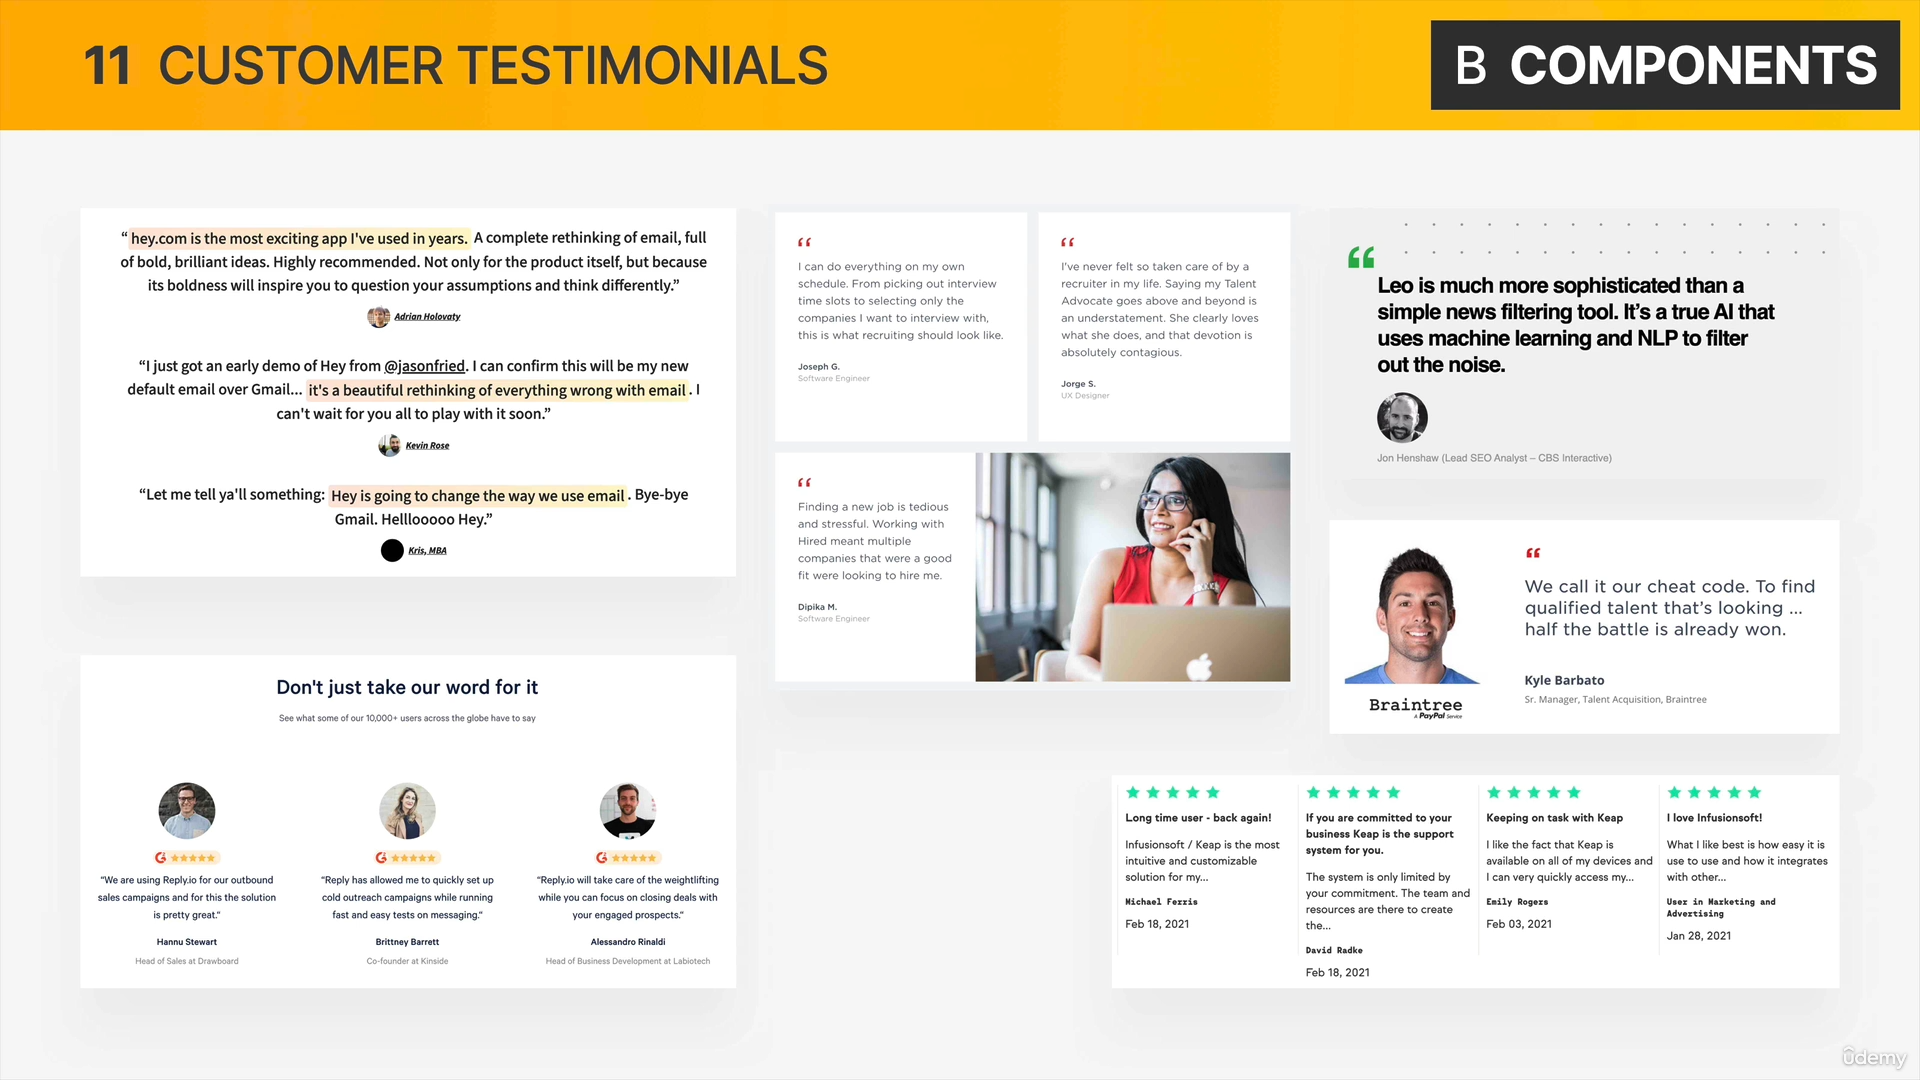 11 CUSTOMER TESTIMONIALS
B COMPONENTS
“hey.com is the most exciting app I've used in years. A complete rethinking of email, full
of bold, brilliant ideas. Highly recommended. Not only for the product itself, but because
its boldness will inspire you to question your assumptions and think differently.”
Adrian Holovaty
“I just got an early demo of Hey from @jasonfried. I can confirm this will be my new
default email over Gmail... it's a beautiful rethinking of everything wrong with email. I
can't wait for you all to play with it soon.”
Kevin Rose
“Let me tell ya'll something: Hey is going to change the way we use email. Bye-bye
Gmail. Helllooooo Hey.”
Kris, MBA
Don't just take our word for it
See what some of our 10,000+ users across the globe have to say
“We are using Reply.io for our outbound
sales campaigns and for this the solution
is pretty great.“
Hannu Stewart
Head of Sales at Drawboard
“Reply has allowed me to quickly set up
cold outreach campaigns while running
fast and easy tests on messaging.“
Brittney Barrett
Co-founder at Kinside
“Reply.io will take care of the weightlifting
while you can focus on closing deals with
your engaged prospects.“
Alessandro Rinaldi
Head of Business Development at Labiotech
“
I can do everything on my own
schedule. From picking out interview
time slots to selecting only the
companies I want to interview with,
this is what recruiting should look like.
Joseph G.
Software Engineer
“
I've never felt so taken care of by a
recruiter in my life. Saying my Talent
Advocate goes above and beyond is
an understatement. She clearly loves
what she does, and that devotion is
absolutely contagious.
Jorge S.
UX Designer
“
Finding a new job is tedious
and stressful. Working with
Hired meant multiple
companies that were a good
fit were looking to hire me.
Dipika M.
Software Engineer
“
Leo is much more sophisticated than a
simple news filtering tool. It’s a true AI that
uses machine learning and NLP to filter
out the noise.
Jon Henshaw (Lead SEO Analyst – CBS Interactive)
“
We call it our cheat code. To find
qualified talent that’s looking ...
half the battle is already won.
Kyle Barbato
Sr. Manager, Talent Acquisition, Braintree
Braintree
A PayPal Service
Long time user - back again!
Infusionsoft / Keap is the most
intuitive and customizable
solution for my...
Michael Ferris
Feb 18, 2021
If you are committed to your
business Keap is the support
system for you.
The system is only limited by
your commitment. The team and
resources are there to create
the...
David Radke
Feb 18, 2021
Keeping on task with Keap
I like the fact that Keap is
available on all of my devices and
I can very quickly access my...
Emily Rogers
Feb 03, 2021
I love Infusionsoft!
What I like best is how easy it is
use to use and how it integrates
with other...
User in Marketing and
Advertising
Jan 28, 2021
ûdemy